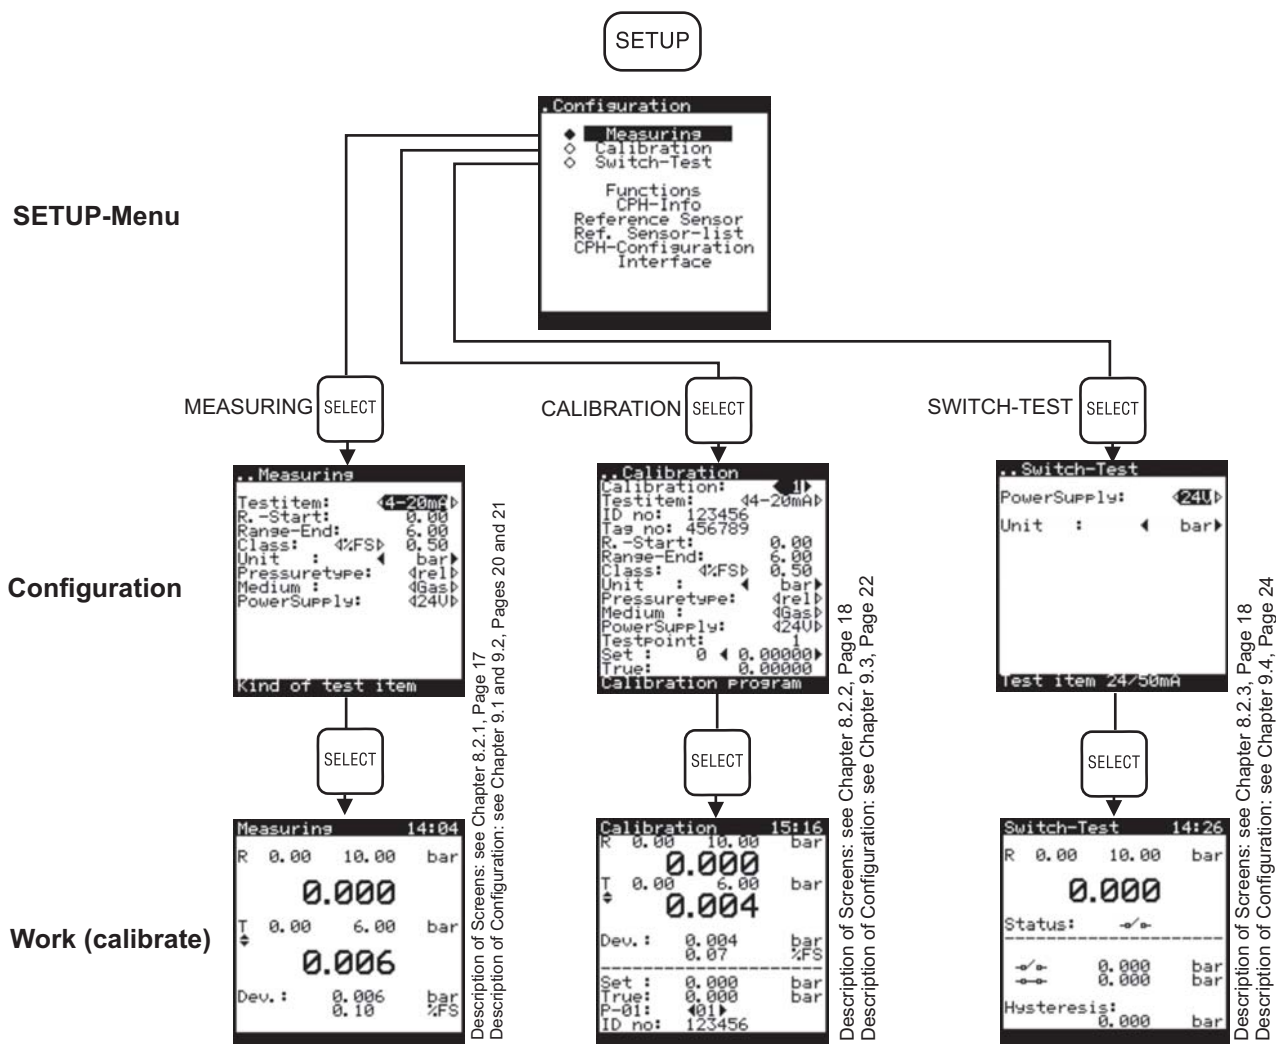 SETUP
.Configuration
Measuring
Calibration
Switch-Test
Functions
CPH-Info
Reference Sensor
Ref. Sensor-list
CPH-Configuration
Interface
SETUP-Menu
MEASURING
SELECT
CALIBRATION
SELECT
SWITCH-TEST
SELECT
Configuration
..Measuring
Testitem: 4-20mA
R.-Start: 0.00
Range-End: 6.00
Class: %FS 0.50
Unit : bar
Pressuretype: rel
Medium : Gas
PowerSupply: 24V
Kind of test item
Description of Screens: see Chapter 8.2.1, Page 17
Description of Configuration: see Chapter 9.1 and 9.2, Pages 20 and 21
..Calibration
Calibration: 1
Testitem: 4-20mA
ID no: 123456
Tag no: 456789
R.-Start: 0.00
Range-End: 6.00
Class: %FS 0.50
Unit : bar
Pressuretype: rel
Medium : Gas
PowerSupply: 24V
Testpoint: 1
Set : 0 0.00000
True: 0.00000
Calibration program
Description of Screens: see Chapter 8.2.2, Page 18
Description of Configuration: see Chapter 9.3, Page 22
..Switch-Test
PowerSupply: 24V
Unit : bar
Test item 24/50mA
Description of Screens: see Chapter 8.2.3, Page 18
Description of Configuration: see Chapter 9.4, Page 24
SELECT
SELECT
SELECT
Work (calibrate)
Measuring 14:04
R 0.00 10.00 bar
0.000
T 0.00 6.00 bar
0.006
Dev.: 0.006 bar
0.10 %FS
Calibration 15:16
R 0.00 10.00 bar
0.000
T 0.00 6.00 bar
0.004
Dev.: 0.004 bar
0.07 %FS
Set : 0.000 bar
True: 0.000 bar
P-01: 01
ID no: 123456
Switch-Test 14:26
R 0.00 10.00 bar
0.000
Status:
0.000 bar
0.000 bar
Hysteresis:
0.000 bar